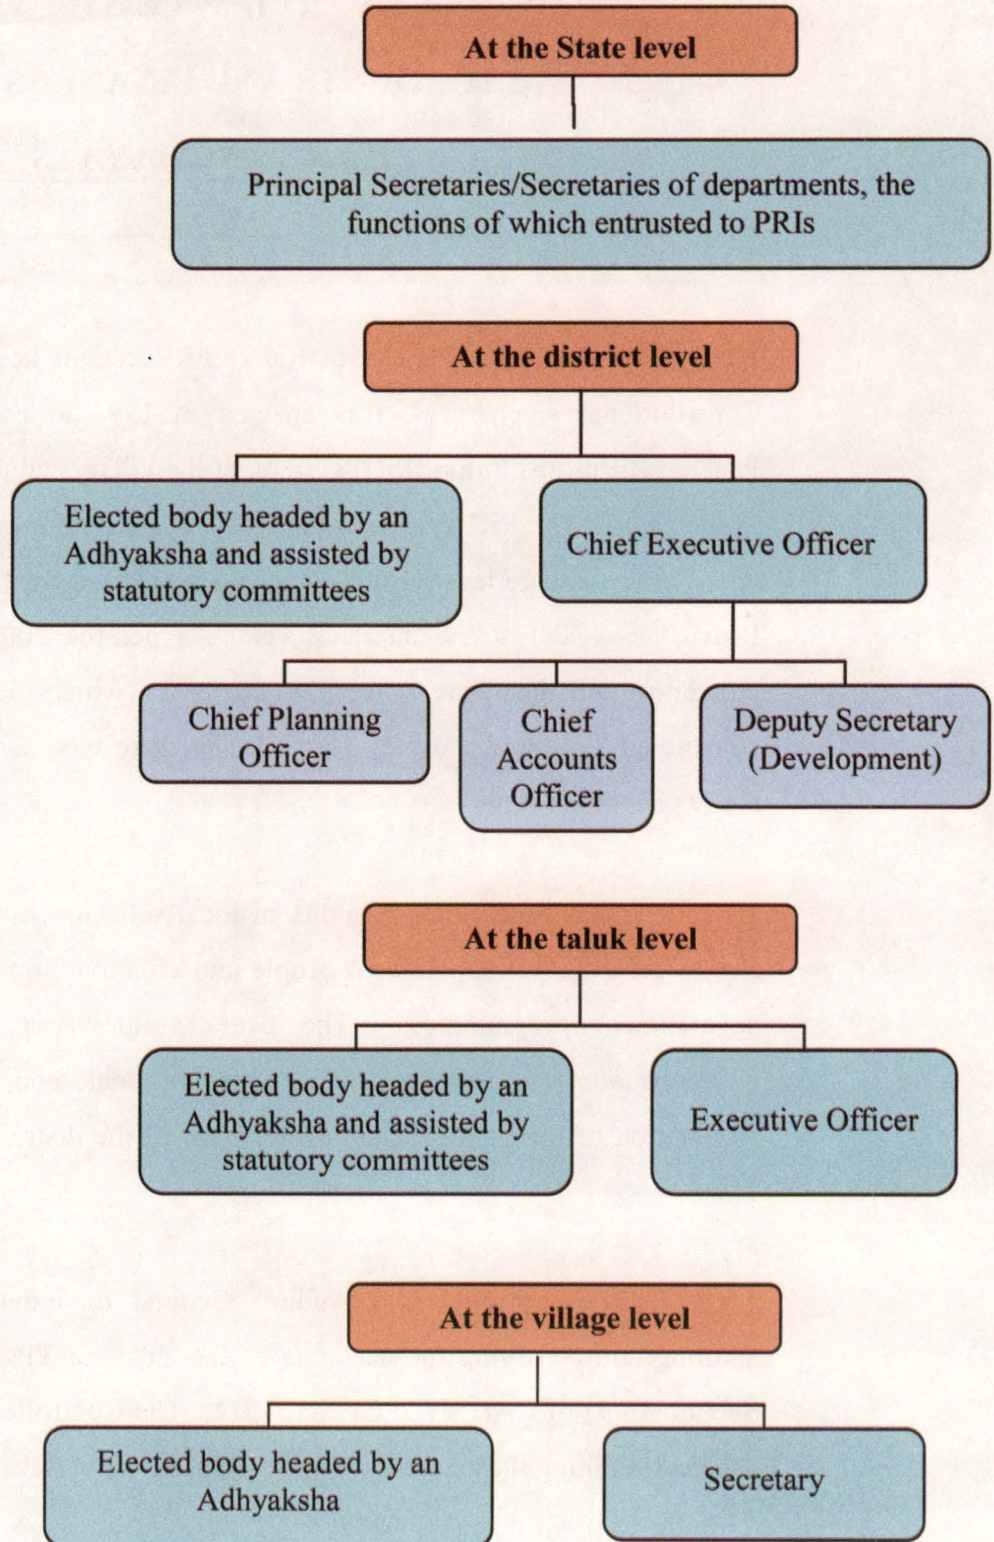 At the State level
Principal Secretaries/Secretaries of departments, the
functions of which entrusted to PRIs
At the district level
Elected body headed by an
Adhyaksha and assisted by
statutory committees
Chief Executive Officer
Chief Planning
Officer
Chief
Accounts
Officer
Deputy Secretary
(Development)
At the taluk level
Elected body headed by an
Adhyaksha and assisted by
statutory committees
Executive Officer
At the village level
Elected body headed by an
Adhyaksha
Secretary